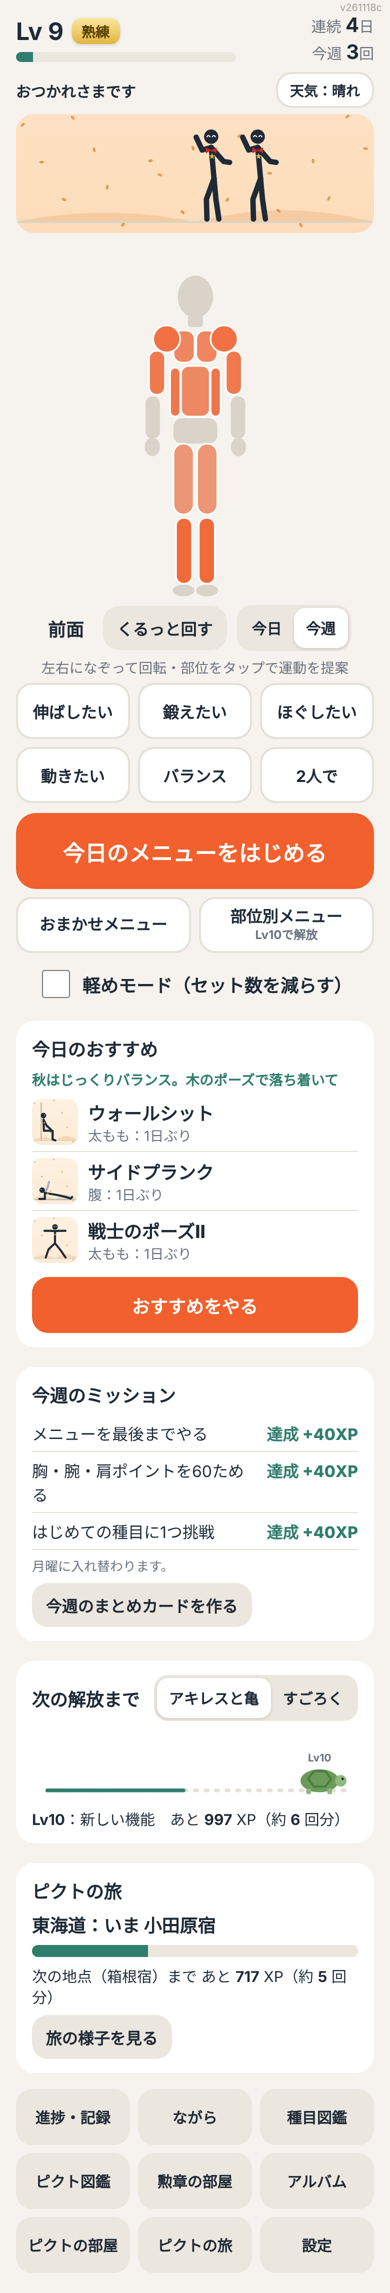 v261118c
Lv 9 熟練
連続 4日
今週 3回
おつかれさまです
天気：晴れ
前面 くるっと回す 今日 今週
左右になぞって回転・部位をタップで運動を提案
伸ばしたい 鍛えたい ほぐしたい
動きたい バランス 2人で
今日のメニューをはじめる
おまかせメニュー
部位別メニュー
Lv10で解放
軽めモード（セット数を減らす）
今日のおすすめ
秋はじっくりバランス。木のポーズで落ち着いて
ウォールシット
太もも：1日ぶり
サイドプランク
腹：1日ぶり
戦士のポーズII
太もも：1日ぶり
おすすめをやる
今週のミッション
メニューを最後までやる 達成 +40XP
胸・腕・肩ポイントを60ため 達成 +40XP
る
はじめての種目に1つ挑戦 達成 +40XP
月曜に入れ替わります。
今週のまとめカードを作る
次の解放まで アキレスと亀 すごろく
Lv10
Lv10：新しい機能 あと 997 XP（約 6 回分）
ピクトの旅
東海道：いま 小田原宿
次の地点（箱根宿）まで あと 717 XP（約 5 回
分）
旅の様子を見る
進捗・記録 ながら 種目図鑑
ピクト図鑑 勲章の部屋 アルバム
ピクトの部屋 ピクトの旅 設定